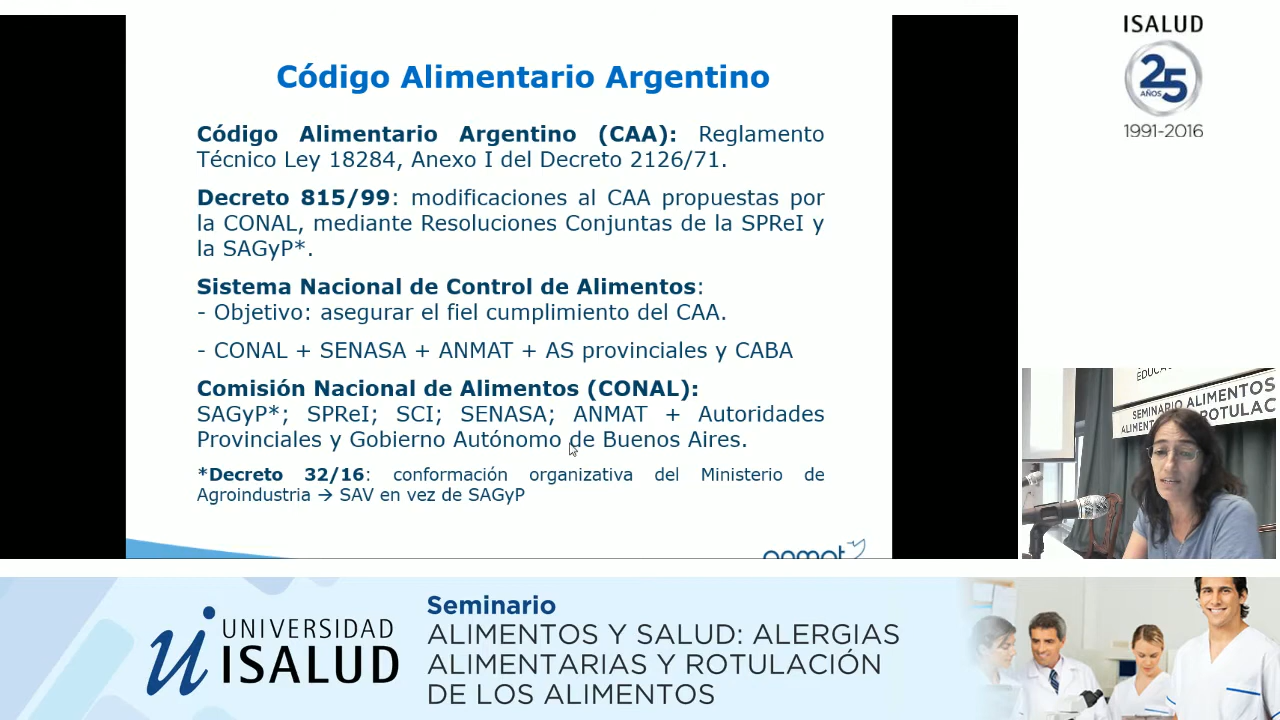 Código Alimentario Argentino
Código Alimentario Argentino (CAA): Reglamento
Técnico Ley 18284, Anexo I del Decreto 2126/71.
Decreto 815/99: modificaciones al CAA propuestas por
la CONAL, mediante Resoluciones Conjuntas de la SPReI y
la SAGyP*.
Sistema Nacional de Control de Alimentos:
- Objetivo: asegurar el fiel cumplimiento del CAA.
- CONAL + SENASA + ANMAT + AS provinciales y CABA
Comisión Nacional de Alimentos (CONAL):
SAGyP*; SPReI; SCI; SENASA; ANMAT + Autoridades
Provinciales y Gobierno Autónomo de Buenos Aires.
*Decreto 32/16: conformación organizativa del Ministerio de
Agroindustria → SAV en vez de SAGyP
anmat
ISALUD
25
AÑOS
1991-2016
SEMINARIO ALIMENTOS
ROTULAC
UNIVERSIDAD
ISALUD
Seminario
ALIMENTOS Y SALUD: ALERGIAS
ALIMENTARIAS Y ROTULACIÓN
DE LOS ALIMENTOS